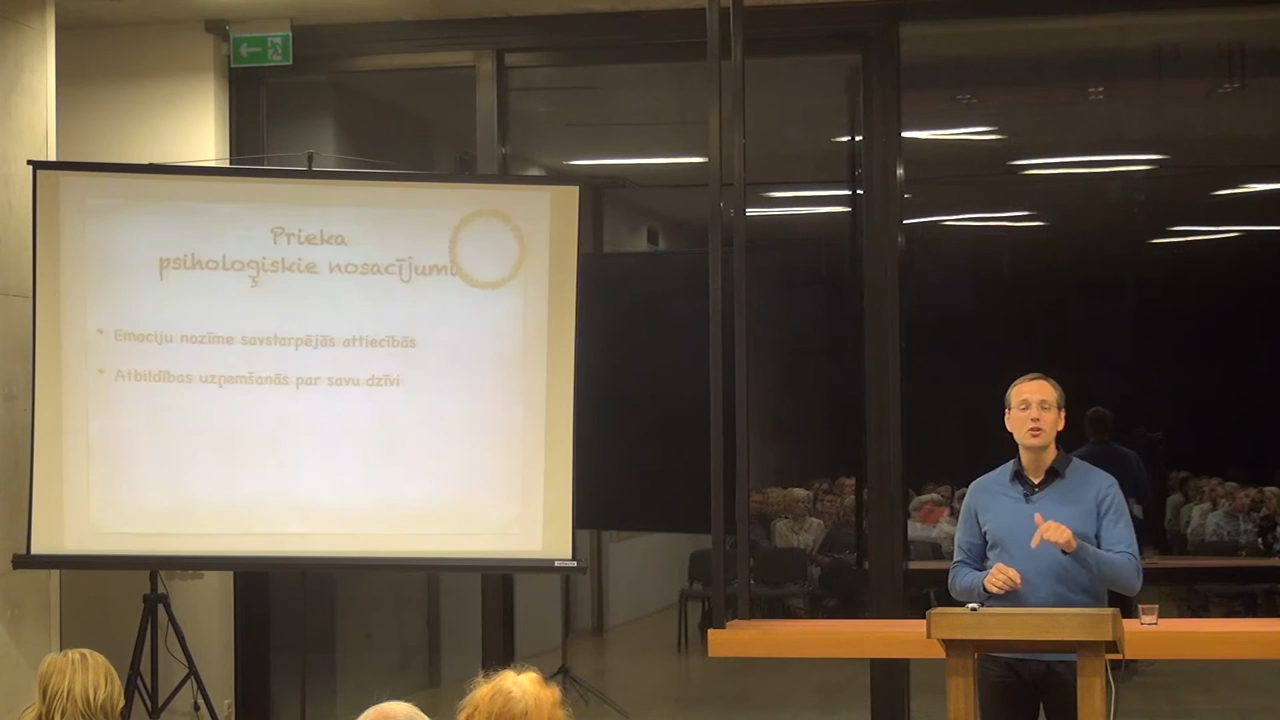 Prieka
psiholoģiskie nosacījumi
* Emociju nozīme savstarpējās attiecībās
* Atbildības uzņemšanās par savu dzīvi